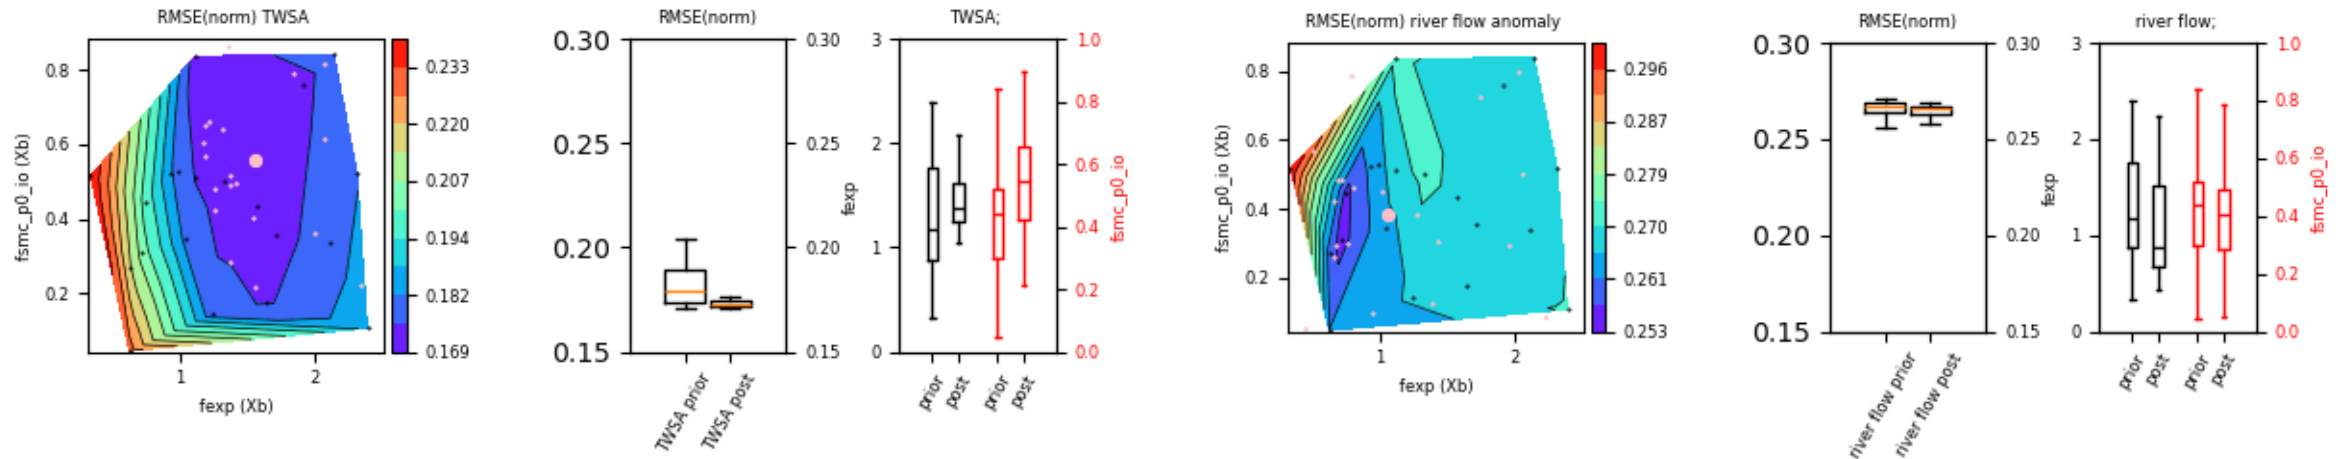 RMSE(norm) TWSA
fsmc_p0_io (Xb)
0.8
0.6
0.4
0.2
1
2
fexp (Xb)
0.233
0.220
0.207
0.194
0.182
0.169
RMSE(norm)
0.30
0.25
0.20
0.15
0.30
0.25
0.20
0.15
TWSA prior
TWSA post
TWSA;
fexp
3
2
1
0
1.0
0.8
0.6
0.4
0.2
0.0
fsmc_p0_io
prior
post
prior
post
RMSE(norm) river flow anomaly
fsmc_p0_io (Xb)
0.8
0.6
0.4
0.2
1
2
fexp (Xb)
0.296
0.287
0.279
0.270
0.261
0.253
RMSE(norm)
0.30
0.25
0.20
0.15
0.30
0.25
0.20
0.15
river flow prior
river flow post
river flow;
fexp
3
2
1
0
1.0
0.8
0.6
0.4
0.2
0.0
fsmc_p0_io
prior
post
prior
post